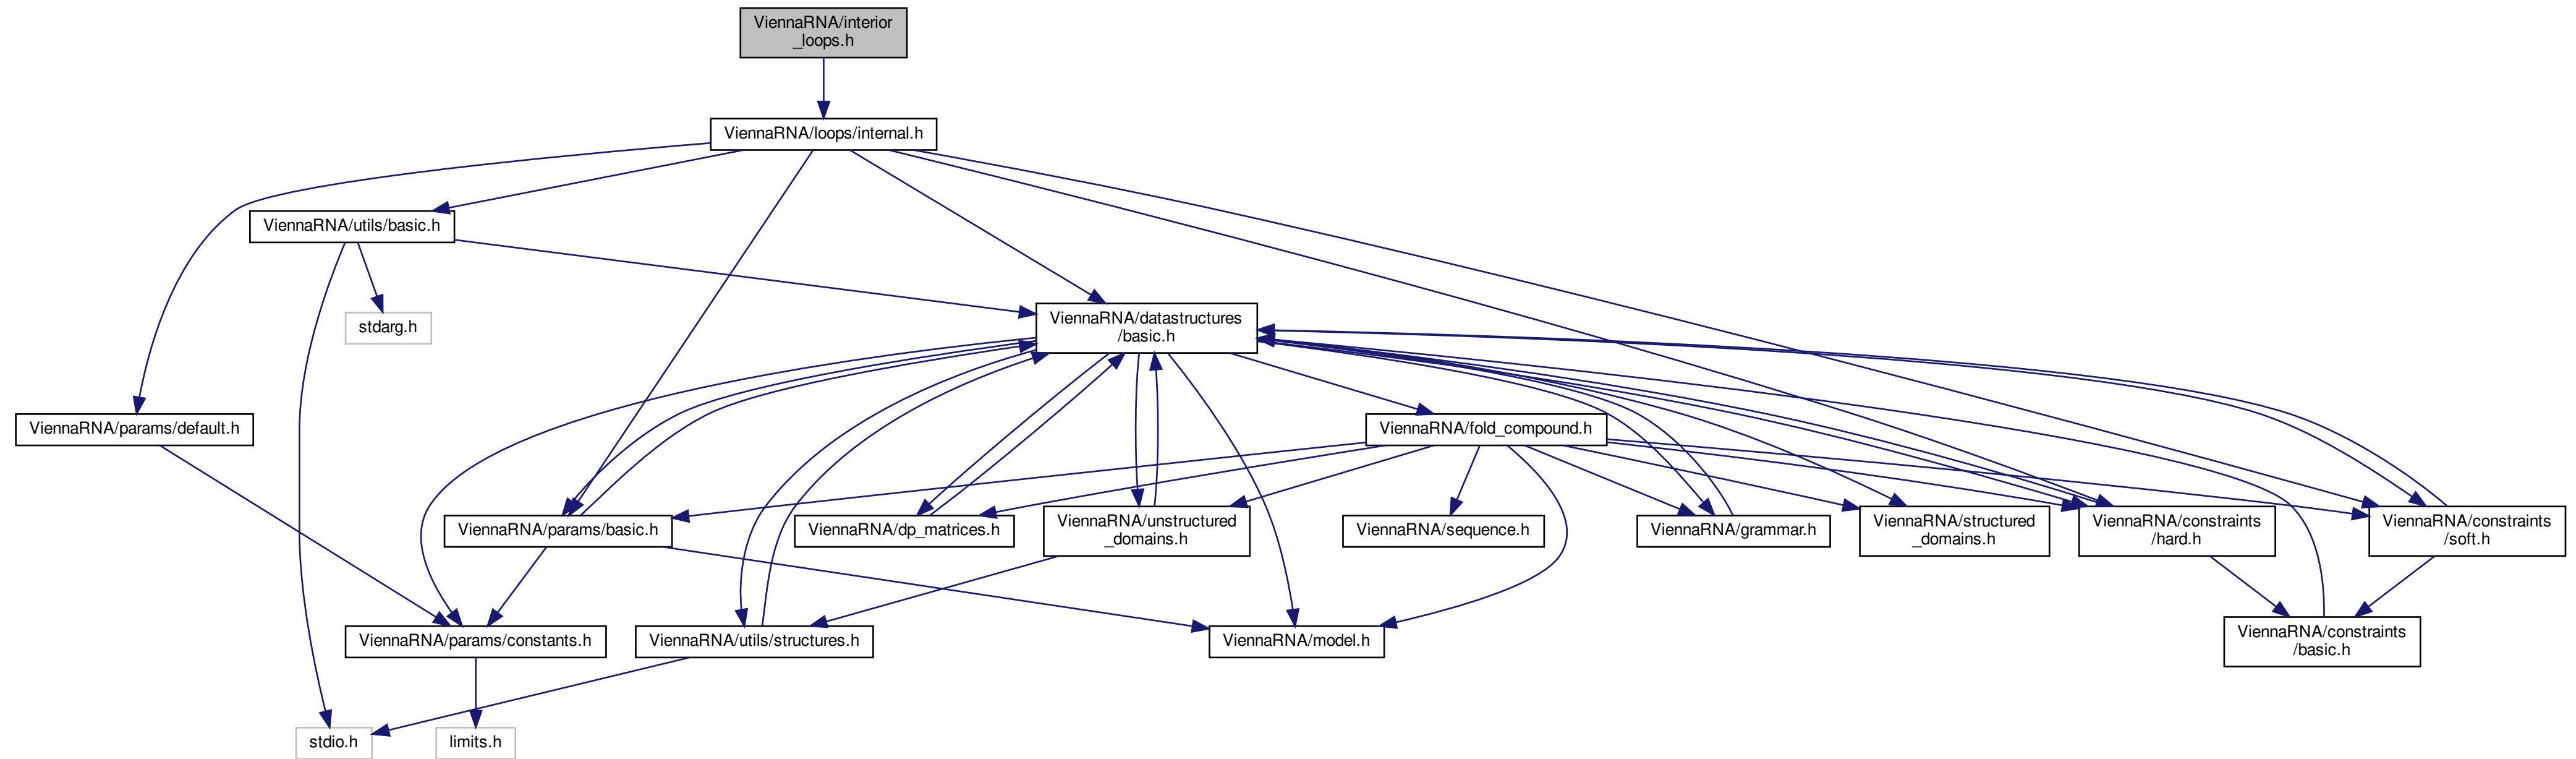 ViennaRNA/interior
_loops.h
ViennaRNA/loops/internal.h
ViennaRNA/utils/basic.h
stdarg.h
ViennaRNA/datastructures
/basic.h
ViennaRNA/params/default.h
ViennaRNA/fold_compound.h
ViennaRNA/params/basic.h
ViennaRNA/dp_matrices.h
ViennaRNA/unstructured
_domains.h
ViennaRNA/sequence.h
ViennaRNA/grammar.h
ViennaRNA/structured
_domains.h
ViennaRNA/constraints
/hard.h
ViennaRNA/constraints
/soft.h
ViennaRNA/params/constants.h
ViennaRNA/utils/structures.h
ViennaRNA/model.h
ViennaRNA/constraints
/basic.h
stdio.h
limits.h